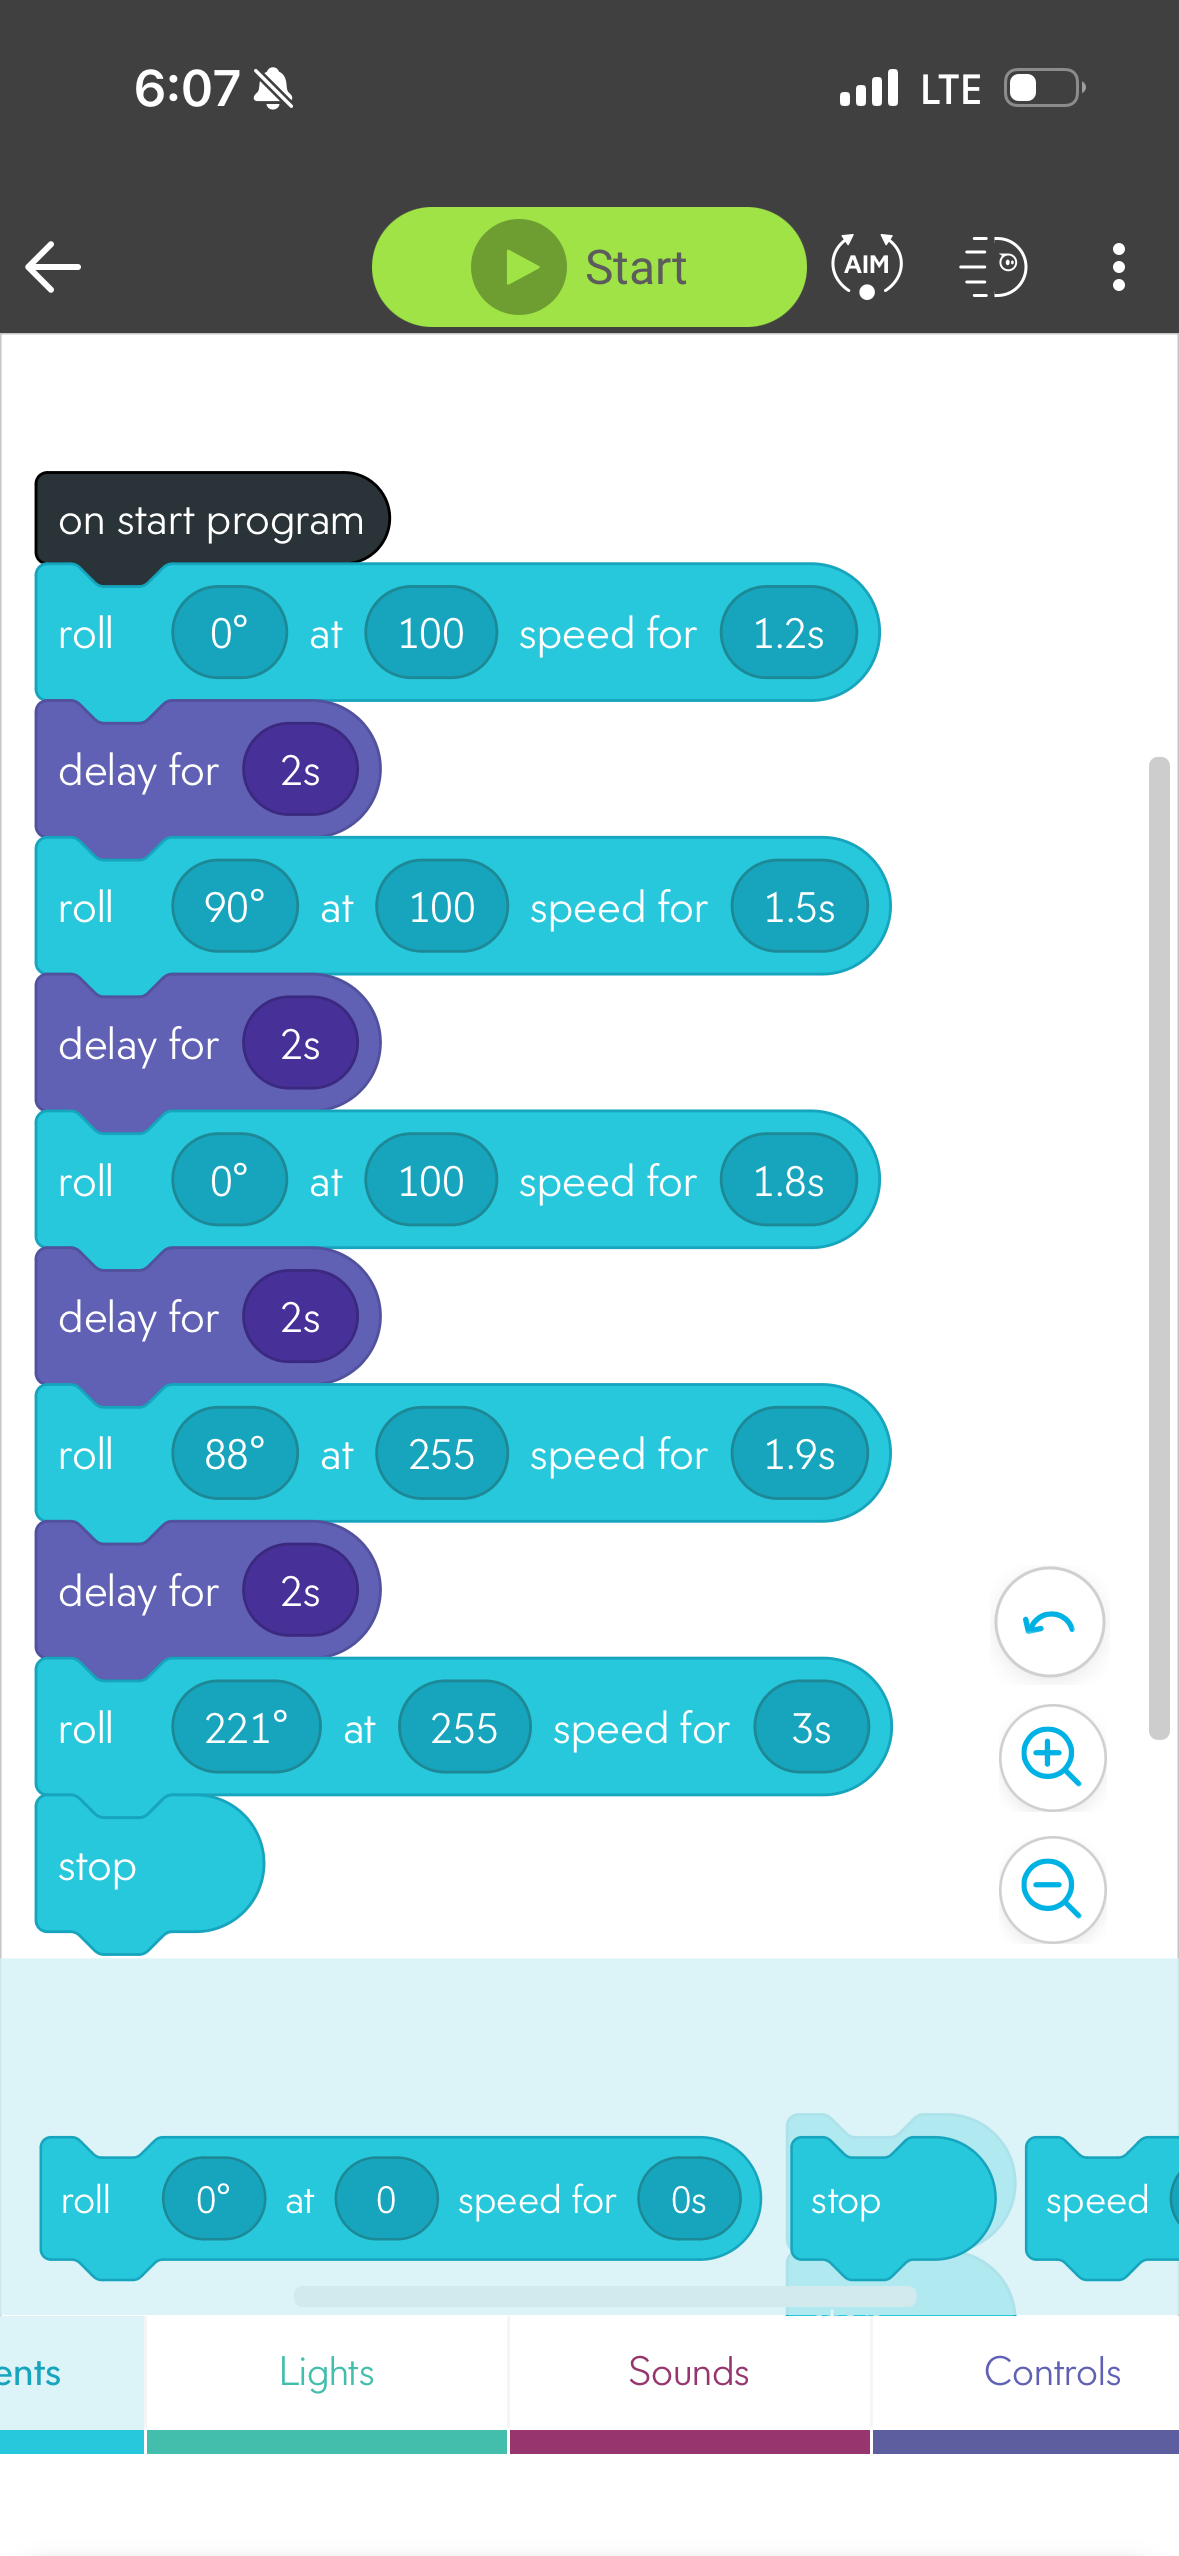 6:07 LTE
Start AIM
on start program
roll 0° at 100 speed for 1.2s
delay for 2s
roll 90° at 100 speed for 1.5s
delay for 2s
roll 0° at 100 speed for 1.8s
delay for 2s
roll 88° at 255 speed for 1.9s
delay for 2s
roll 221° at 255 speed for 3s
stop
roll 0° at 0 speed for 0s stop speed
ents Lights Sounds Controls